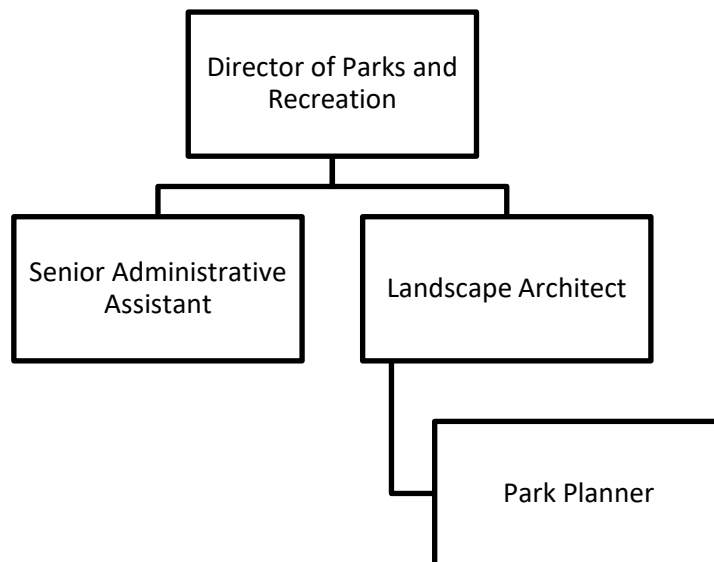 Director of Parks and
Recreation
Senior Administrative
Assistant
Landscape Architect
Park Planner